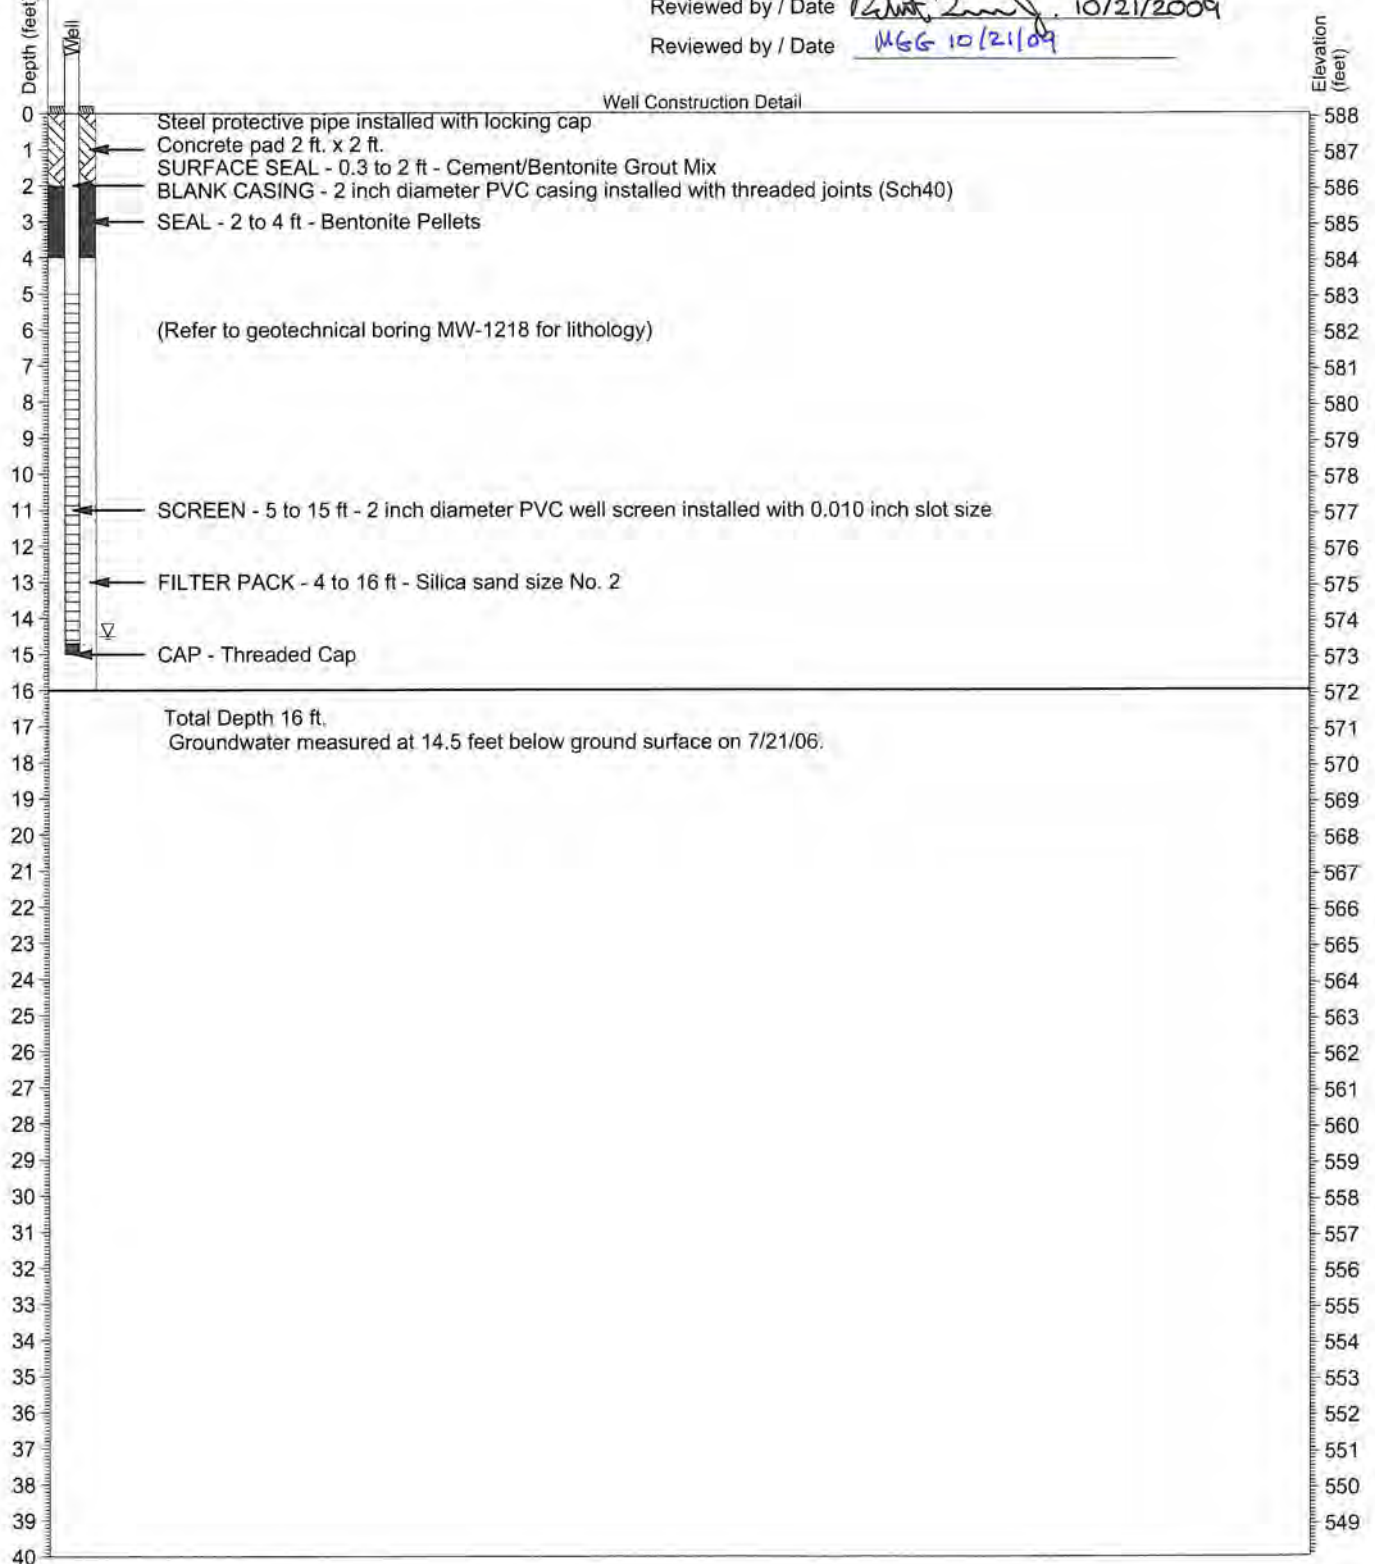 Reviewed by / Date 10/21/2009
Reviewed by / Date MGG 10/21/09
Depth (feet
Well
Elevation
(feet)
Well Construction Detail
0 Steel protective pipe installed with locking cap 588
1 Concrete pad 2 ft. x 2 ft. 587
SURFACE SEAL - 0.3 to 2 ft - Cement/Bentonite Grout Mix
2 BLANK CASING - 2 inch diameter PVC casing installed with threaded joints (Sch40) 586
3 SEAL - 2 to 4 ft - Bentonite Pellets 585
4 584
5 583
6 (Refer to geotechnical boring MW-1218 for lithology) 582
7 581
8 580
9 579
10 578
11 SCREEN - 5 to 15 ft - 2 inch diameter PVC well screen installed with 0.010 inch slot size 577
12 576
13 FILTER PACK - 4 to 16 ft - Silica sand size No. 2 575
14 574
15 CAP - Threaded Cap 573
16 572
17 Total Depth 16 ft. 571
Groundwater measured at 14.5 feet below ground surface on 7/21/06.
18 570
19 569
20 568
21 567
22 566
23 565
24 564
25 563
26 562
27 561
28 560
29 559
30 558
31 557
32 556
33 555
34 554
35 553
36 552
37 551
38 550
39 549
40